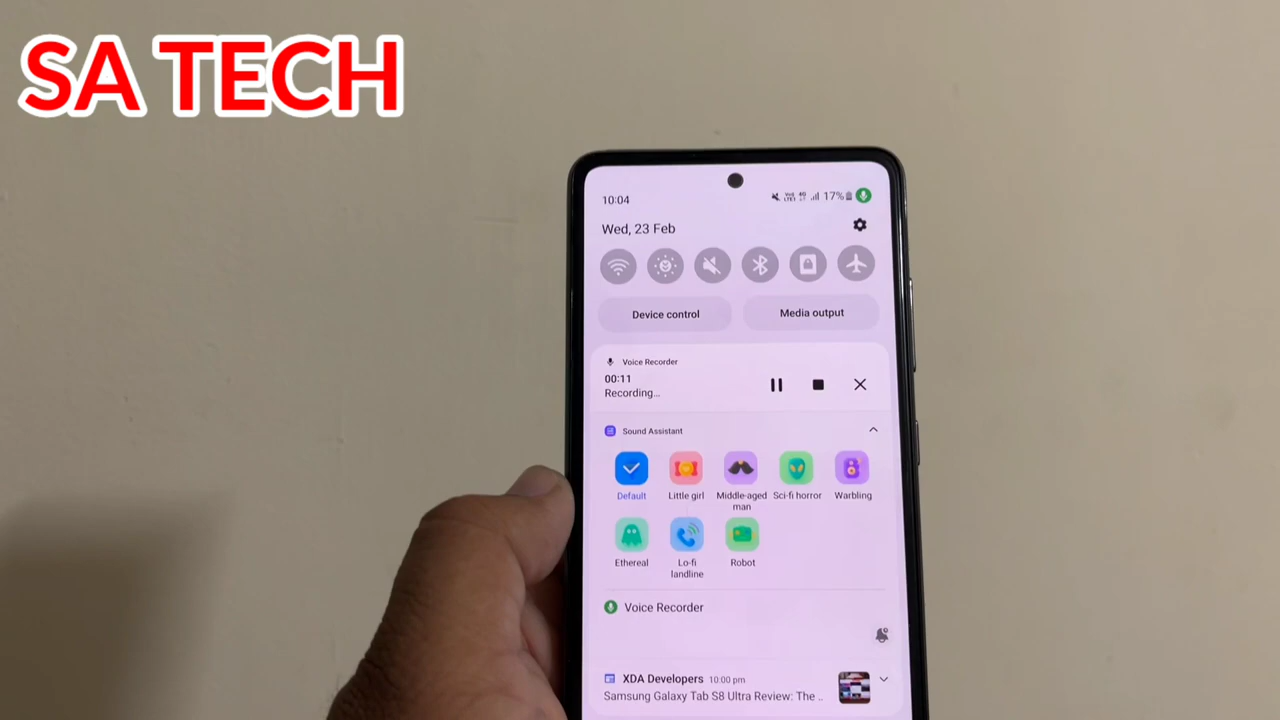 SA TECH
10:04
17%
Wed, 23 Feb
Device control
Media output
Voice Recorder
00:11
Recording...
Sound Assistant
Default
Little girl
Middle-aged
man
Sci-fi horror
Warbling
Ethereal
Lo-fi
landline
Robot
Voice Recorder
XDA Developers 10:00 pm
Samsung Galaxy Tab S8 Ultra Review: The ..